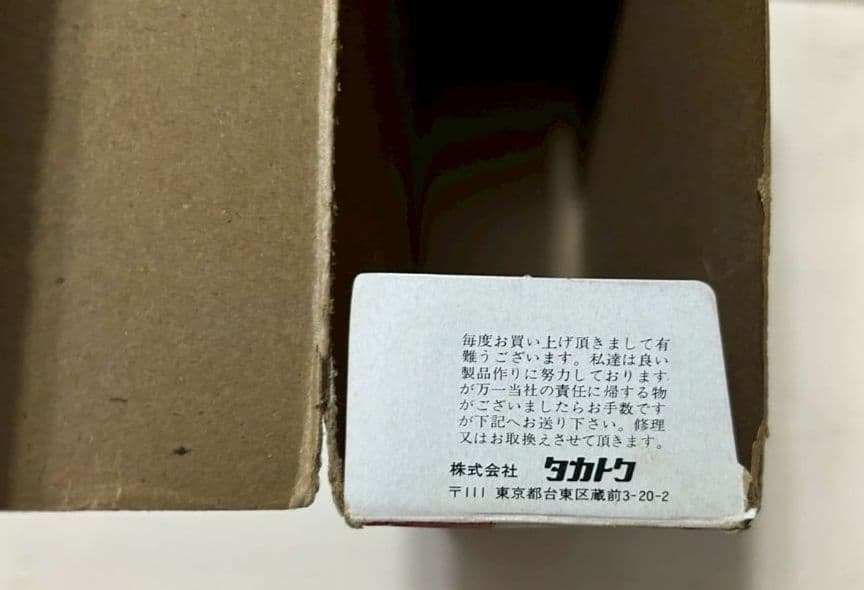 毎度お買い上げ頂きまして有
難うございます。私達は良い
製品作りに努力しております
が万一当社の責任に帰する物
がございましたらお手数です
が下記へお送り下さい。修理
又はお取換えさせて頂きます。
株式会社 タカトク
〒111 東京都台東区蔵前3-20-2